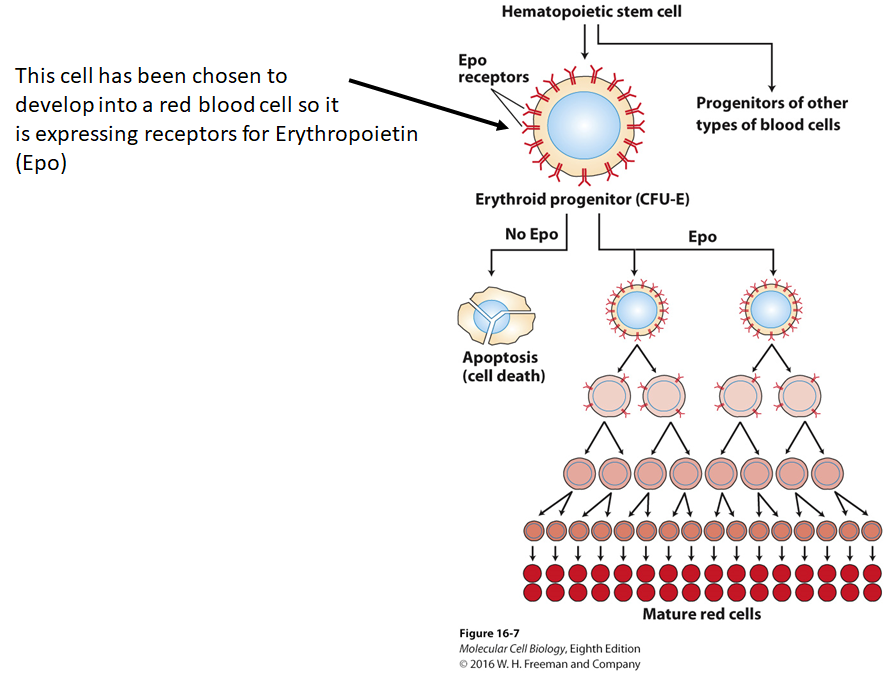 Hematopoietic stem cell
This cell has been chosen to
develop into a red blood cell so it
is expressing receptors for Erythropoietin
(Epo)
Epo
receptors
Progenitors of other
types of blood cells
Erythroid progenitor (CFU-E)
No Epo
Epo
Apoptosis
(cell death)
Mature red cells
Figure 16-7
Molecular Cell Biology, Eighth Edition
© 2016 W. H. Freeman and Company